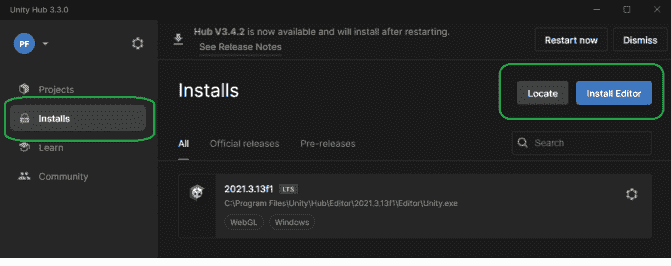 Unity Hub 3.3.0
PF
Hub V3.4.2 is now available and will install after restarting.
See Release Notes
Restart now
Dismiss
Projects
Installs
Learn
Community
Installs
Locate
Install Editor
All
Official releases
Pre-releases
Search
2021.3.13f1 LTS
C:\Program Files\Unity\Hub\Editor\2021.3.13f1\Editor\Unity.exe
WebGL
Windows